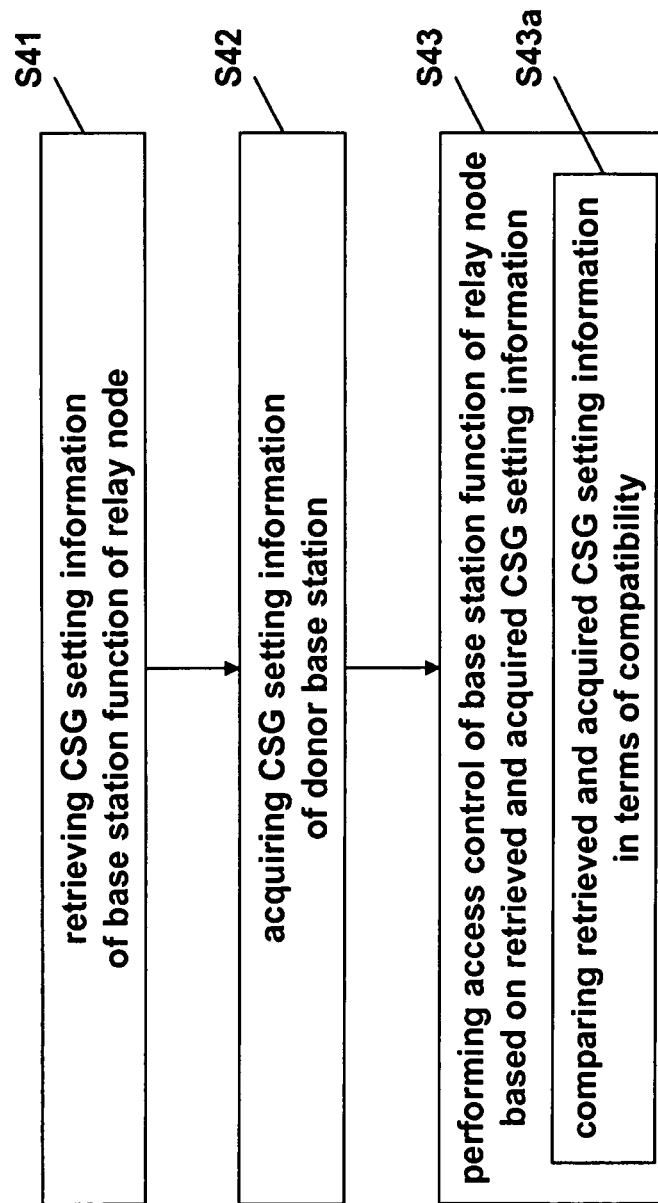 S41
retrieving CSG setting information
of base station function of relay node
S42
acquiring CSG setting information
of donor base station
S43
performing access control of base station function of relay node
based on retrieved and acquired CSG setting information
S43a
comparing retrieved and acquired CSG setting information
in terms of compatibility